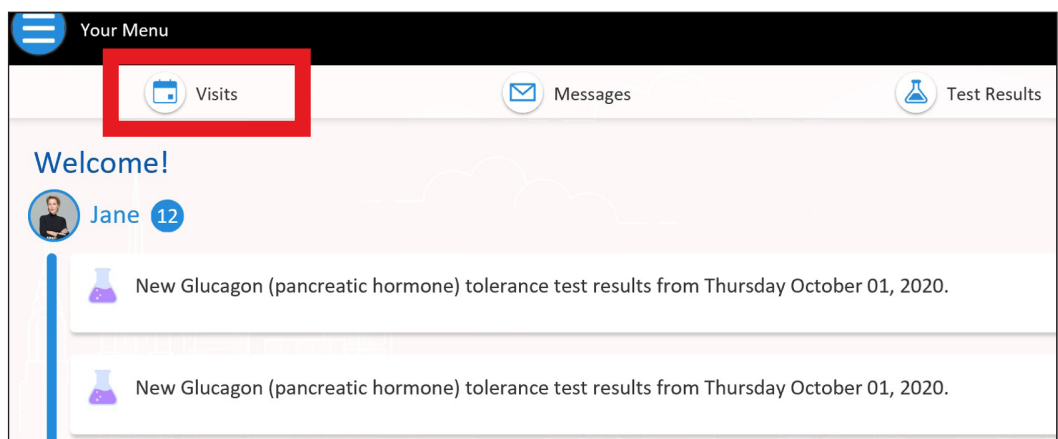 Your Menu
Visits
Messages
Test Results
Welcome!
Jane 12
New Glucagon (pancreatic hormone) tolerance test results from Thursday October 01, 2020.
New Glucagon (pancreatic hormone) tolerance test results from Thursday October 01, 2020.